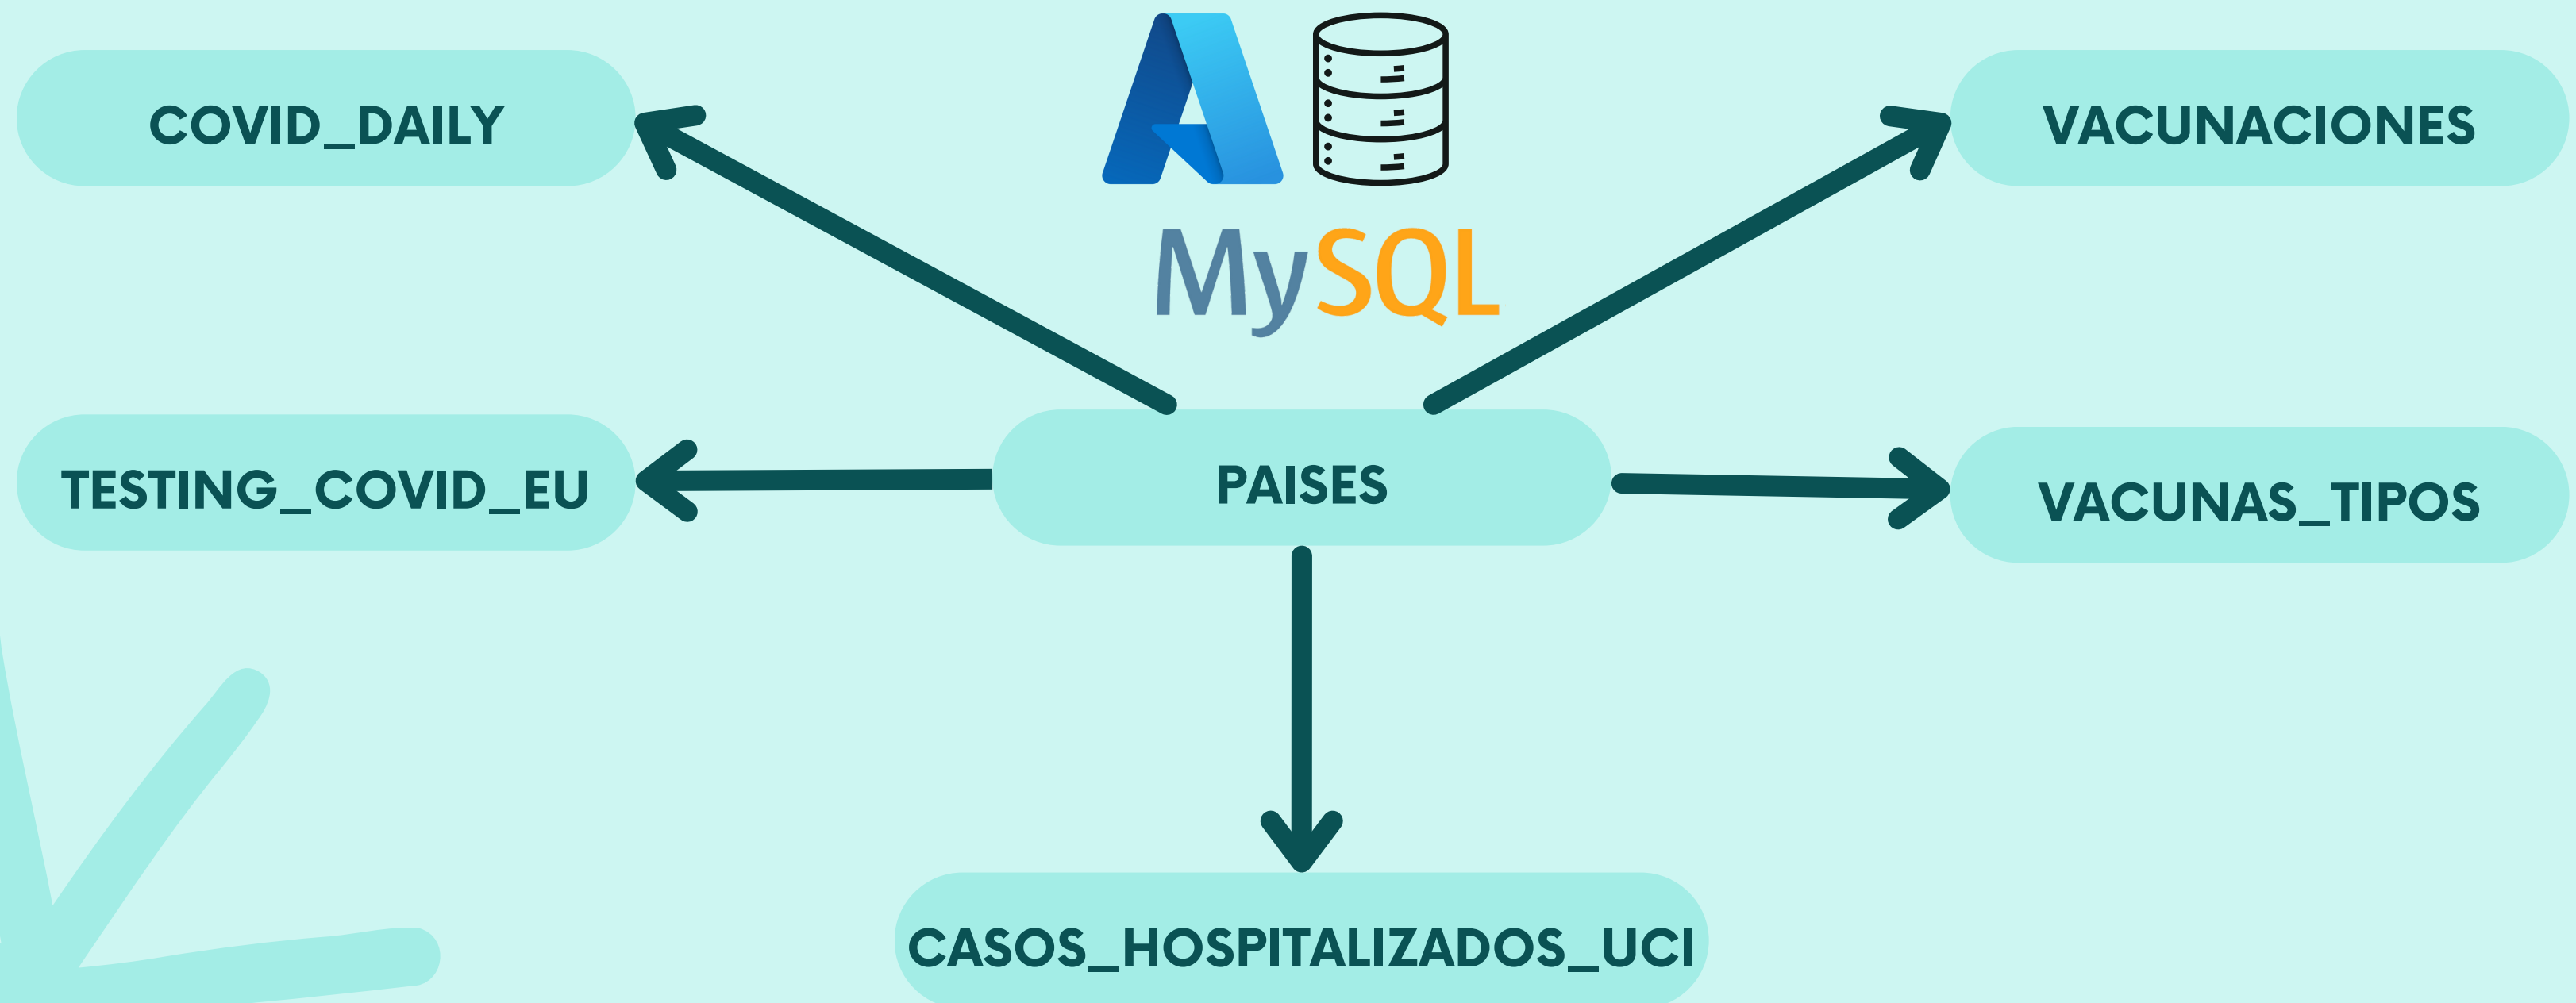 COVID_DAILY
MySQL
VACUNACIONES
TESTING_COVID_EU
PAISES
VACUNAS_TIPOS
CASOS_HOSPITALIZADOS_UCI